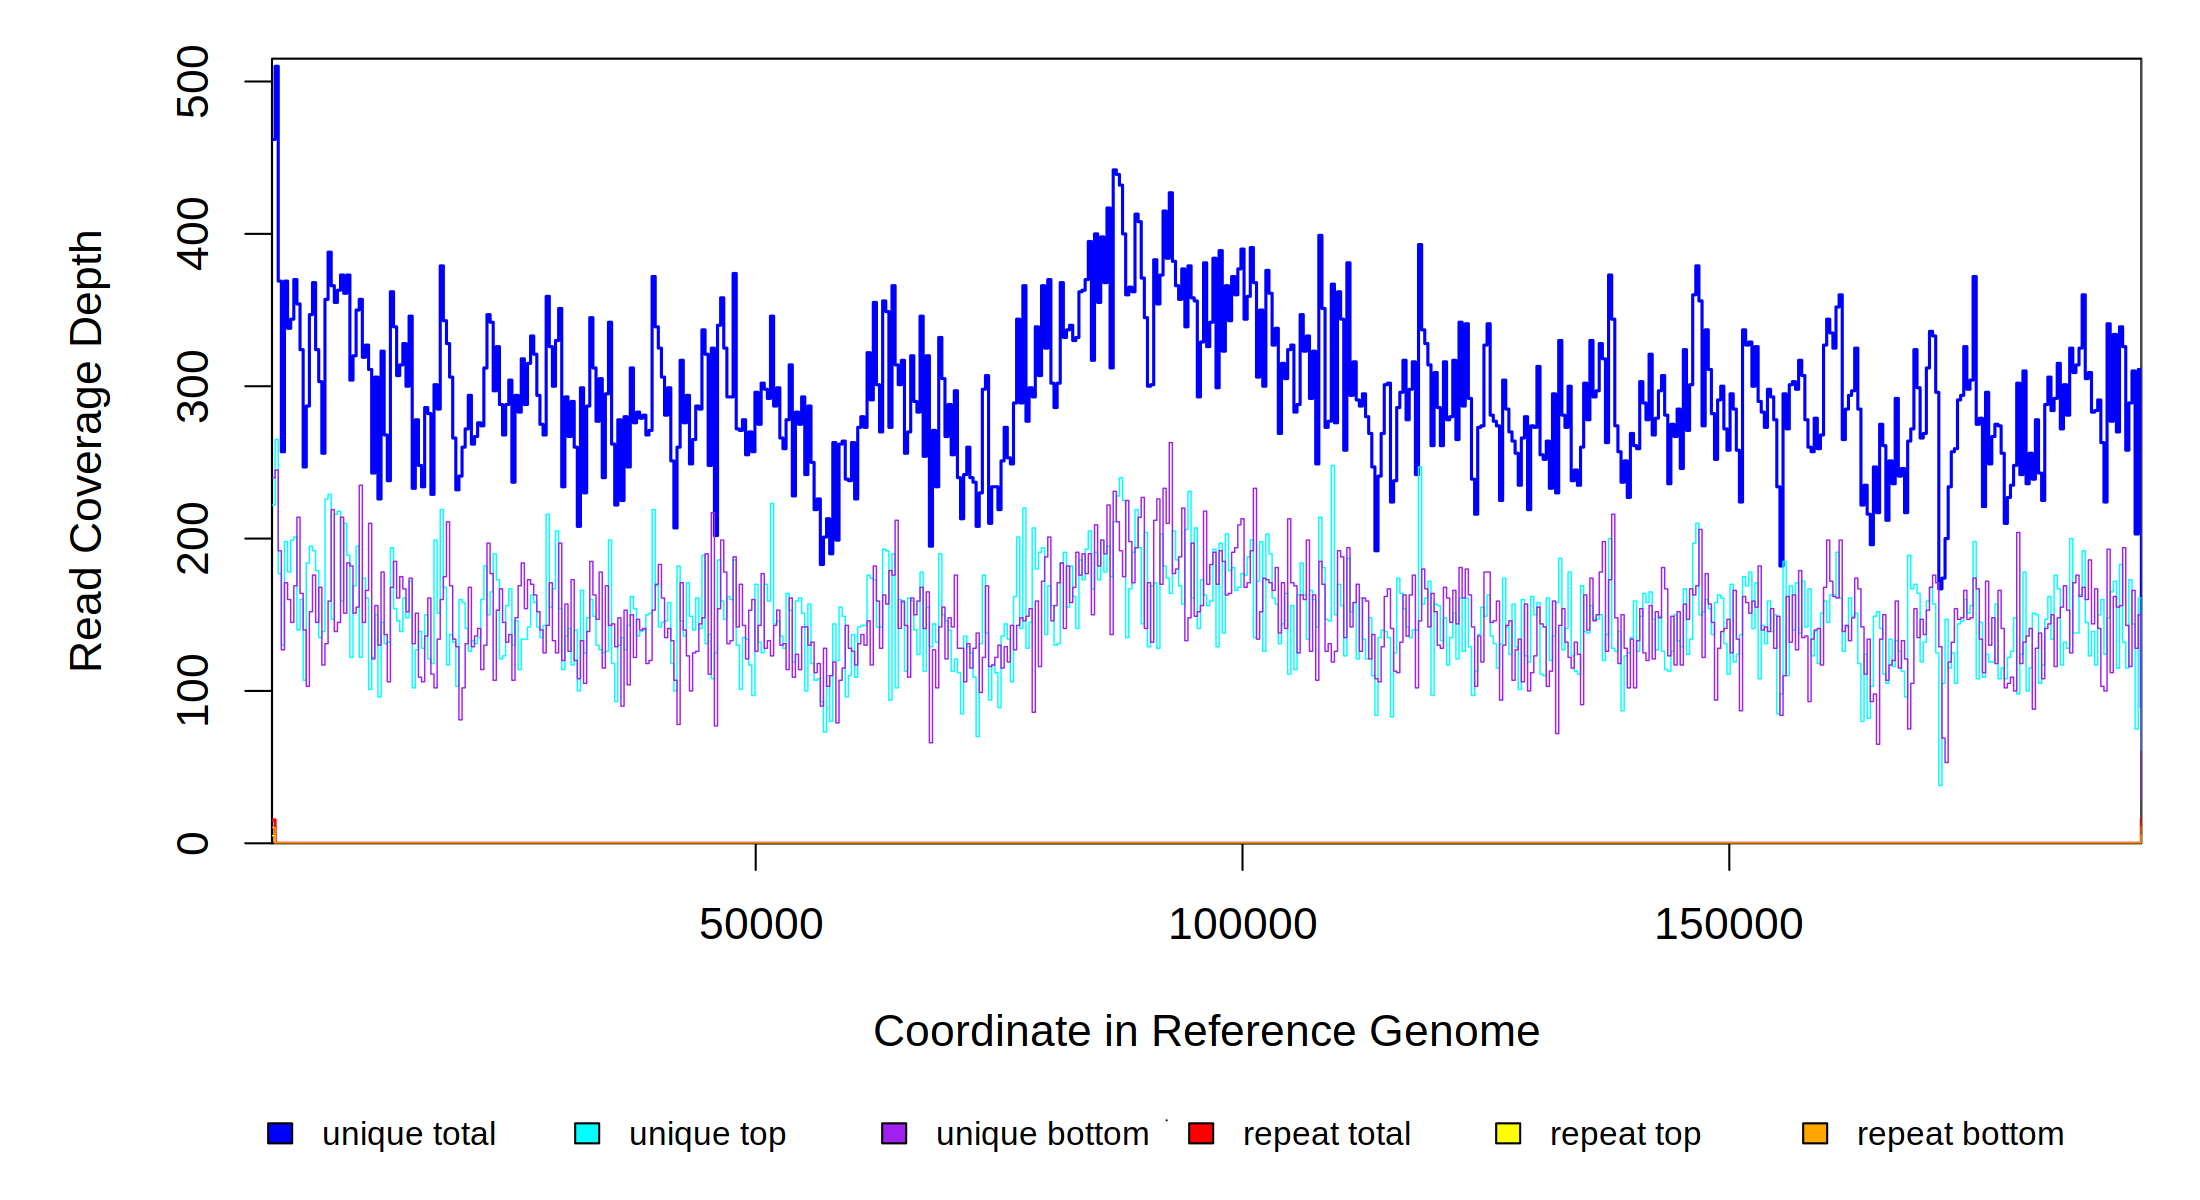 Read Coverage Depth
500
400
300
200
100
0
50000 100000 150000
Coordinate in Reference Genome
unique total unique top unique bottom repeat total repeat top repeat bottom